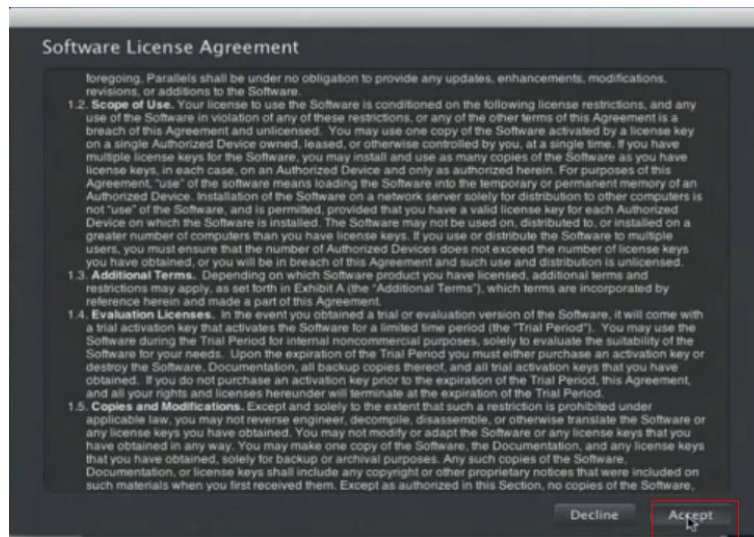 Software License Agreement
foregoing, Parallels shall be under no obligation to provide any updates, enhancements, modifications,
revisions, or additions to the Software.
1.2. Scope of Use. Your license to use the Software is conditioned on the following license restrictions, and any
use of the Software in violation of any of these restrictions, or any of the other terms of this Agreement is a
breach of this Agreement and unlicensed. You may use one copy of the Software activated by a license key
on a single Authorized Device owned, leased, or otherwise controlled by you, at a single time. If you have
multiple license keys for the Software, you may install and use as many copies of the Software as you have
license keys, in each case, on an Authorized Device and only as authorized herein. For purposes of this
Agreement, "use" of the software means loading the Software into the temporary or permanent memory of an
Authorized Device. Installation of the Software on a network server solely for distribution to other computers is
not "use" of the Software, and is permitted, provided that you have a valid license key for each Authorized
Device on which the Software is installed. The Software may not be used on, distributed to, or installed on a
greater number of computers than you have license keys. If you use or distribute the Software to multiple
users, you must ensure that the number of Authorized Devices does not exceed the number of license keys
you have obtained, or you will be in breach of this Agreement and such use and distribution is unlicensed.
1.3. Additional Terms. Depending on which Software product you have licensed, additional terms and
restrictions may apply, as set forth in Exhibit A (the "Additional Terms"), which terms are incorporated by
reference herein and made a part of this Agreement.
1.4. Evaluation Licenses. In the event you obtained a trial or evaluation version of the Software, it will come with
a trial activation key that activates the Software for a limited time period (the "Trial Period"). You may use the
Software during the Trial Period for internal noncommercial purposes, solely to evaluate the suitability of the
Software for your needs. Upon the expiration of the Trial Period you must either purchase an activation key or
destroy the Software, Documentation, all backup copies thereof, and all trial activation keys that you have
obtained. If you do not purchase an activation key prior to the expiration of the Trial Period, this Agreement,
and all your rights and licenses hereunder will terminate at the expiration of the Trial Period.
1.5. Copies and Modifications. Except and solely to the extent that such a restriction is prohibited under
applicable law, you may not reverse engineer, decompile, disassemble, or otherwise translate the Software or
any license keys you have obtained. You may not modify or adapt the Software or any license keys that you
have obtained in any way. You may make one copy of the Software, the Documentation, and any license keys
that you have obtained, solely for backup or archival purposes. Any such copies of the Software,
Documentation, or license keys shall include any copyright or other proprietary notices that were included on
such materials when you first received them. Except as authorized in this Section, no copies of the Software,
Decline
Accept